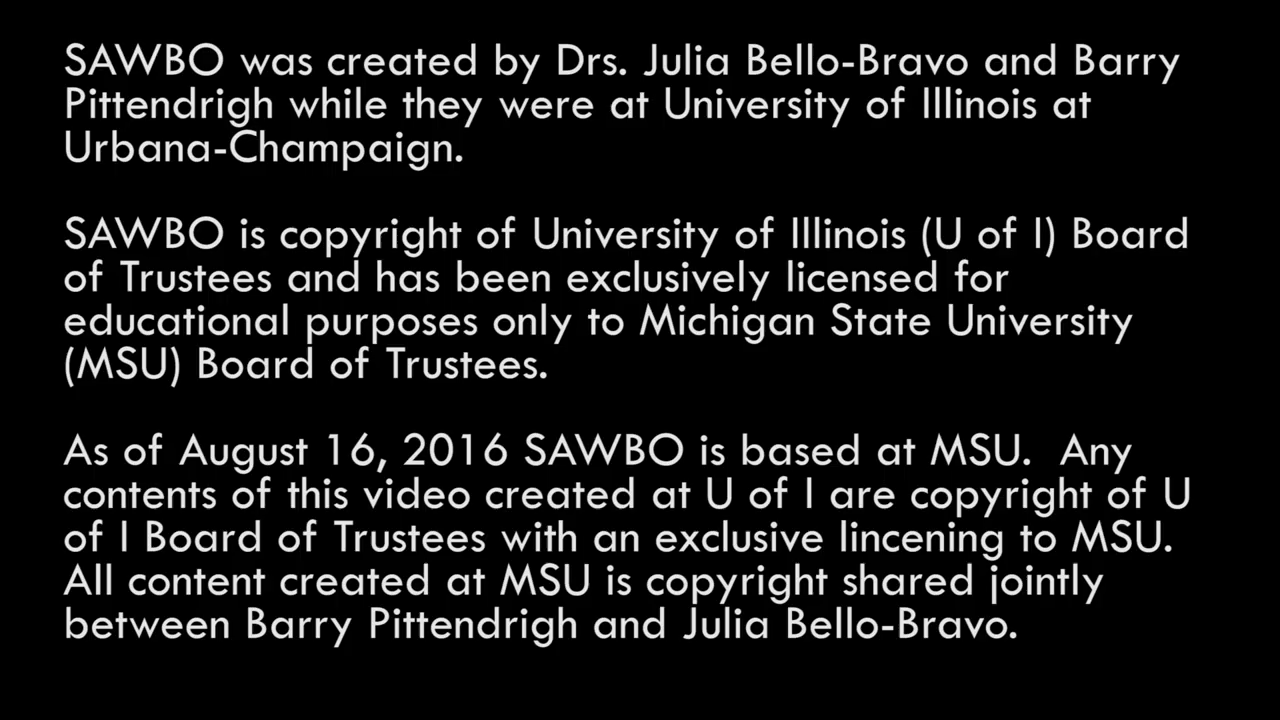 SAWBO was created by Drs. Julia Bello-Bravo and Barry
Pittendrigh while they were at University of Illinois at
Urbana-Champaign.
SAWBO is copyright of University of Illinois (U of I) Board
of Trustees and has been exclusively licensed for
educational purposes only to Michigan State University
(MSU) Board of Trustees.
As of August 16, 2016 SAWBO is based at MSU.  Any
contents of this video created at U of I are copyright of U
of I Board of Trustees with an exclusive lincening to MSU.
All content created at MSU is copyright shared jointly
between Barry Pittendrigh and Julia Bello-Bravo.